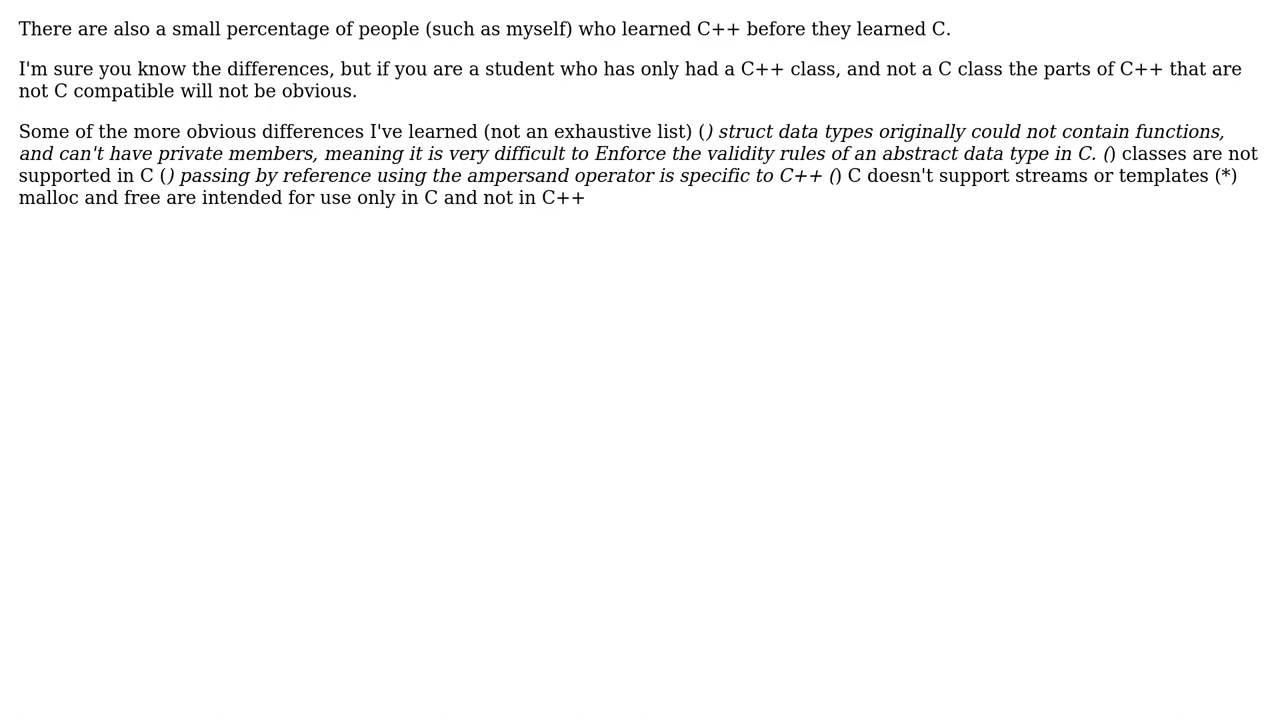 There are also a small percentage of people (such as myself) who learned C++ before they learned C.
I'm sure you know the differences, but if you are a student who has only had a C++ class, and not a C class the parts of C++ that are
not C compatible will not be obvious.
Some of the more obvious differences I've learned (not an exhaustive list) () struct data types originally could not contain functions,
and can't have private members, meaning it is very difficult to Enforce the validity rules of an abstract data type in C. () classes are not
supported in C () passing by reference using the ampersand operator is specific to C++ () C doesn't support streams or templates (*)
malloc and free are intended for use only in C and not in C++